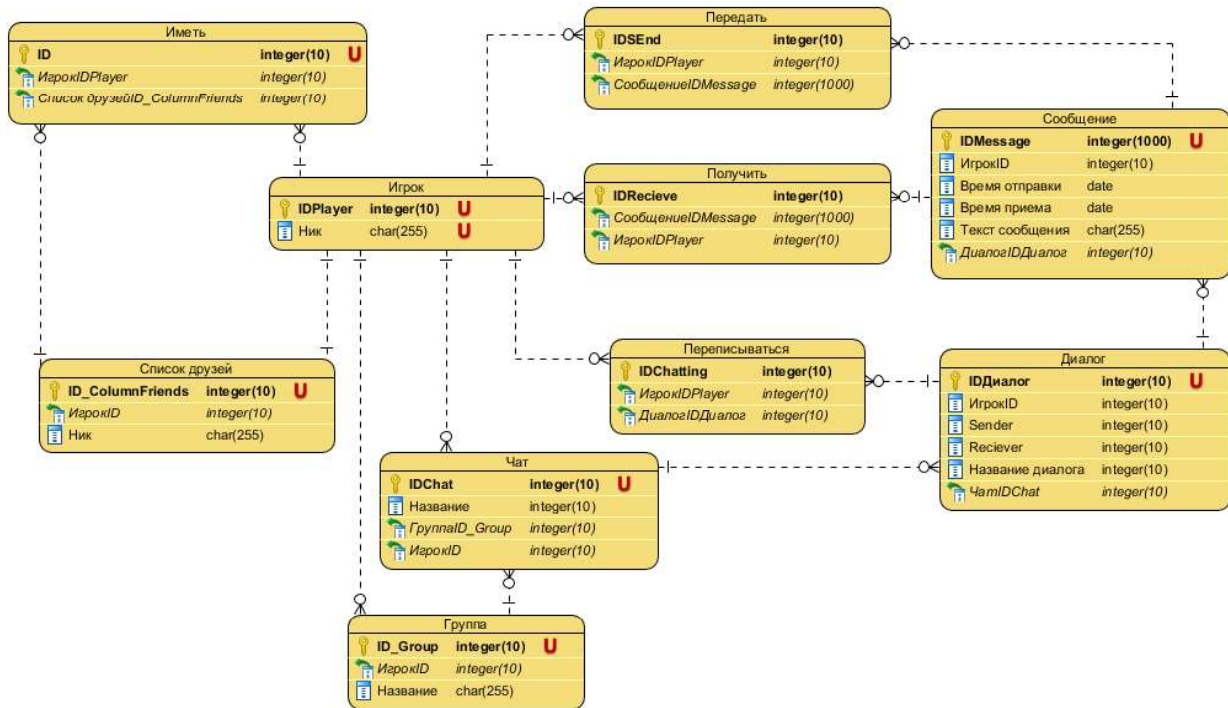 Иметь
ID integer(10) U
ИгрокIDPlayer integer(10)
Список друзейID_ColumnFriends integer(10)
Передать
IDSEnd integer(10)
ИгрокIDPlayer integer(10)
СообщениеIDMessage integer(1000)
Сообщение
IDMessage integer(1000) U
ИгрокID integer(10)
Время отправки date
Время приема date
Текст сообщения char(255)
ДиалогIDДиалог integer(10)
Игрок
IDPlayer integer(10) U
Ник char(255) U
Получить
IDRecieve integer(10)
СообщениеIDMessage integer(1000)
ИгрокIDPlayer integer(10)
Список друзей
ID_ColumnFriends integer(10) U
ИгрокID integer(10)
Ник char(255)
Переписываться
IDChatting integer(10)
ИгрокIDPlayer integer(10)
ДиалогIDДиалог integer(10)
Диалог
IDДиалог integer(10) U
ИгрокID integer(10)
Sender integer(10)
Reciever integer(10)
Название диалога integer(10)
ЧатIDChat integer(10)
Чат
IDChat integer(10) U
Название integer(10)
ГруппаID_Group integer(10)
ИгрокID integer(10)
Группа
ID_Group integer(10) U
ИгрокID integer(10)
Название char(255)